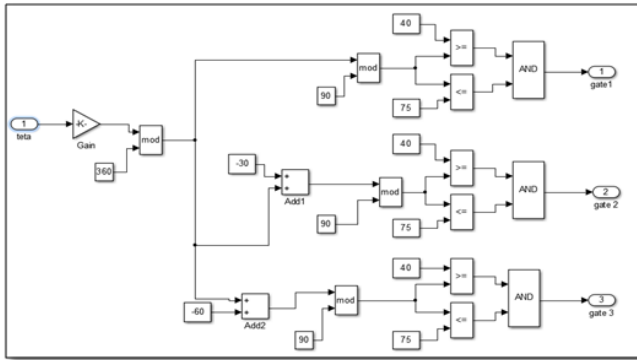 40
>=
mod
AND
1
gate1
90
<=
75
1
teta
-K-
Gain
mod
360
40
-30
>=
+
+
Add1
mod
AND
2
gate 2
90
<=
75
40
>=
+
+
-60
Add2
mod
AND
3
gate 3
90
<=
75